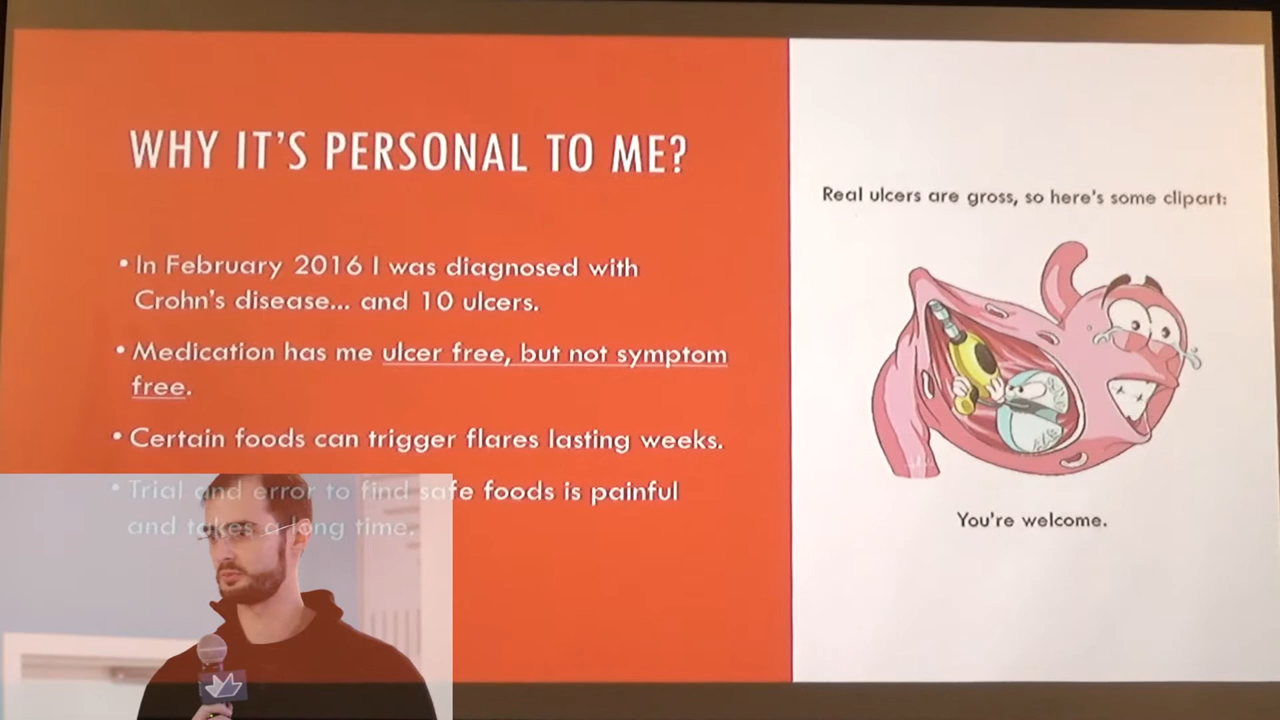 WHY IT'S PERSONAL TO ME?
• In February 2016 I was diagnosed with
Crohn's disease... and 10 ulcers.
• Medication has me ulcer free, but not symptom
free.
• Certain foods can trigger flares lasting weeks.
• Trial and error to find safe foods is painful
and takes a long time.
Real ulcers are gross, so here's some clipart:
You're welcome.